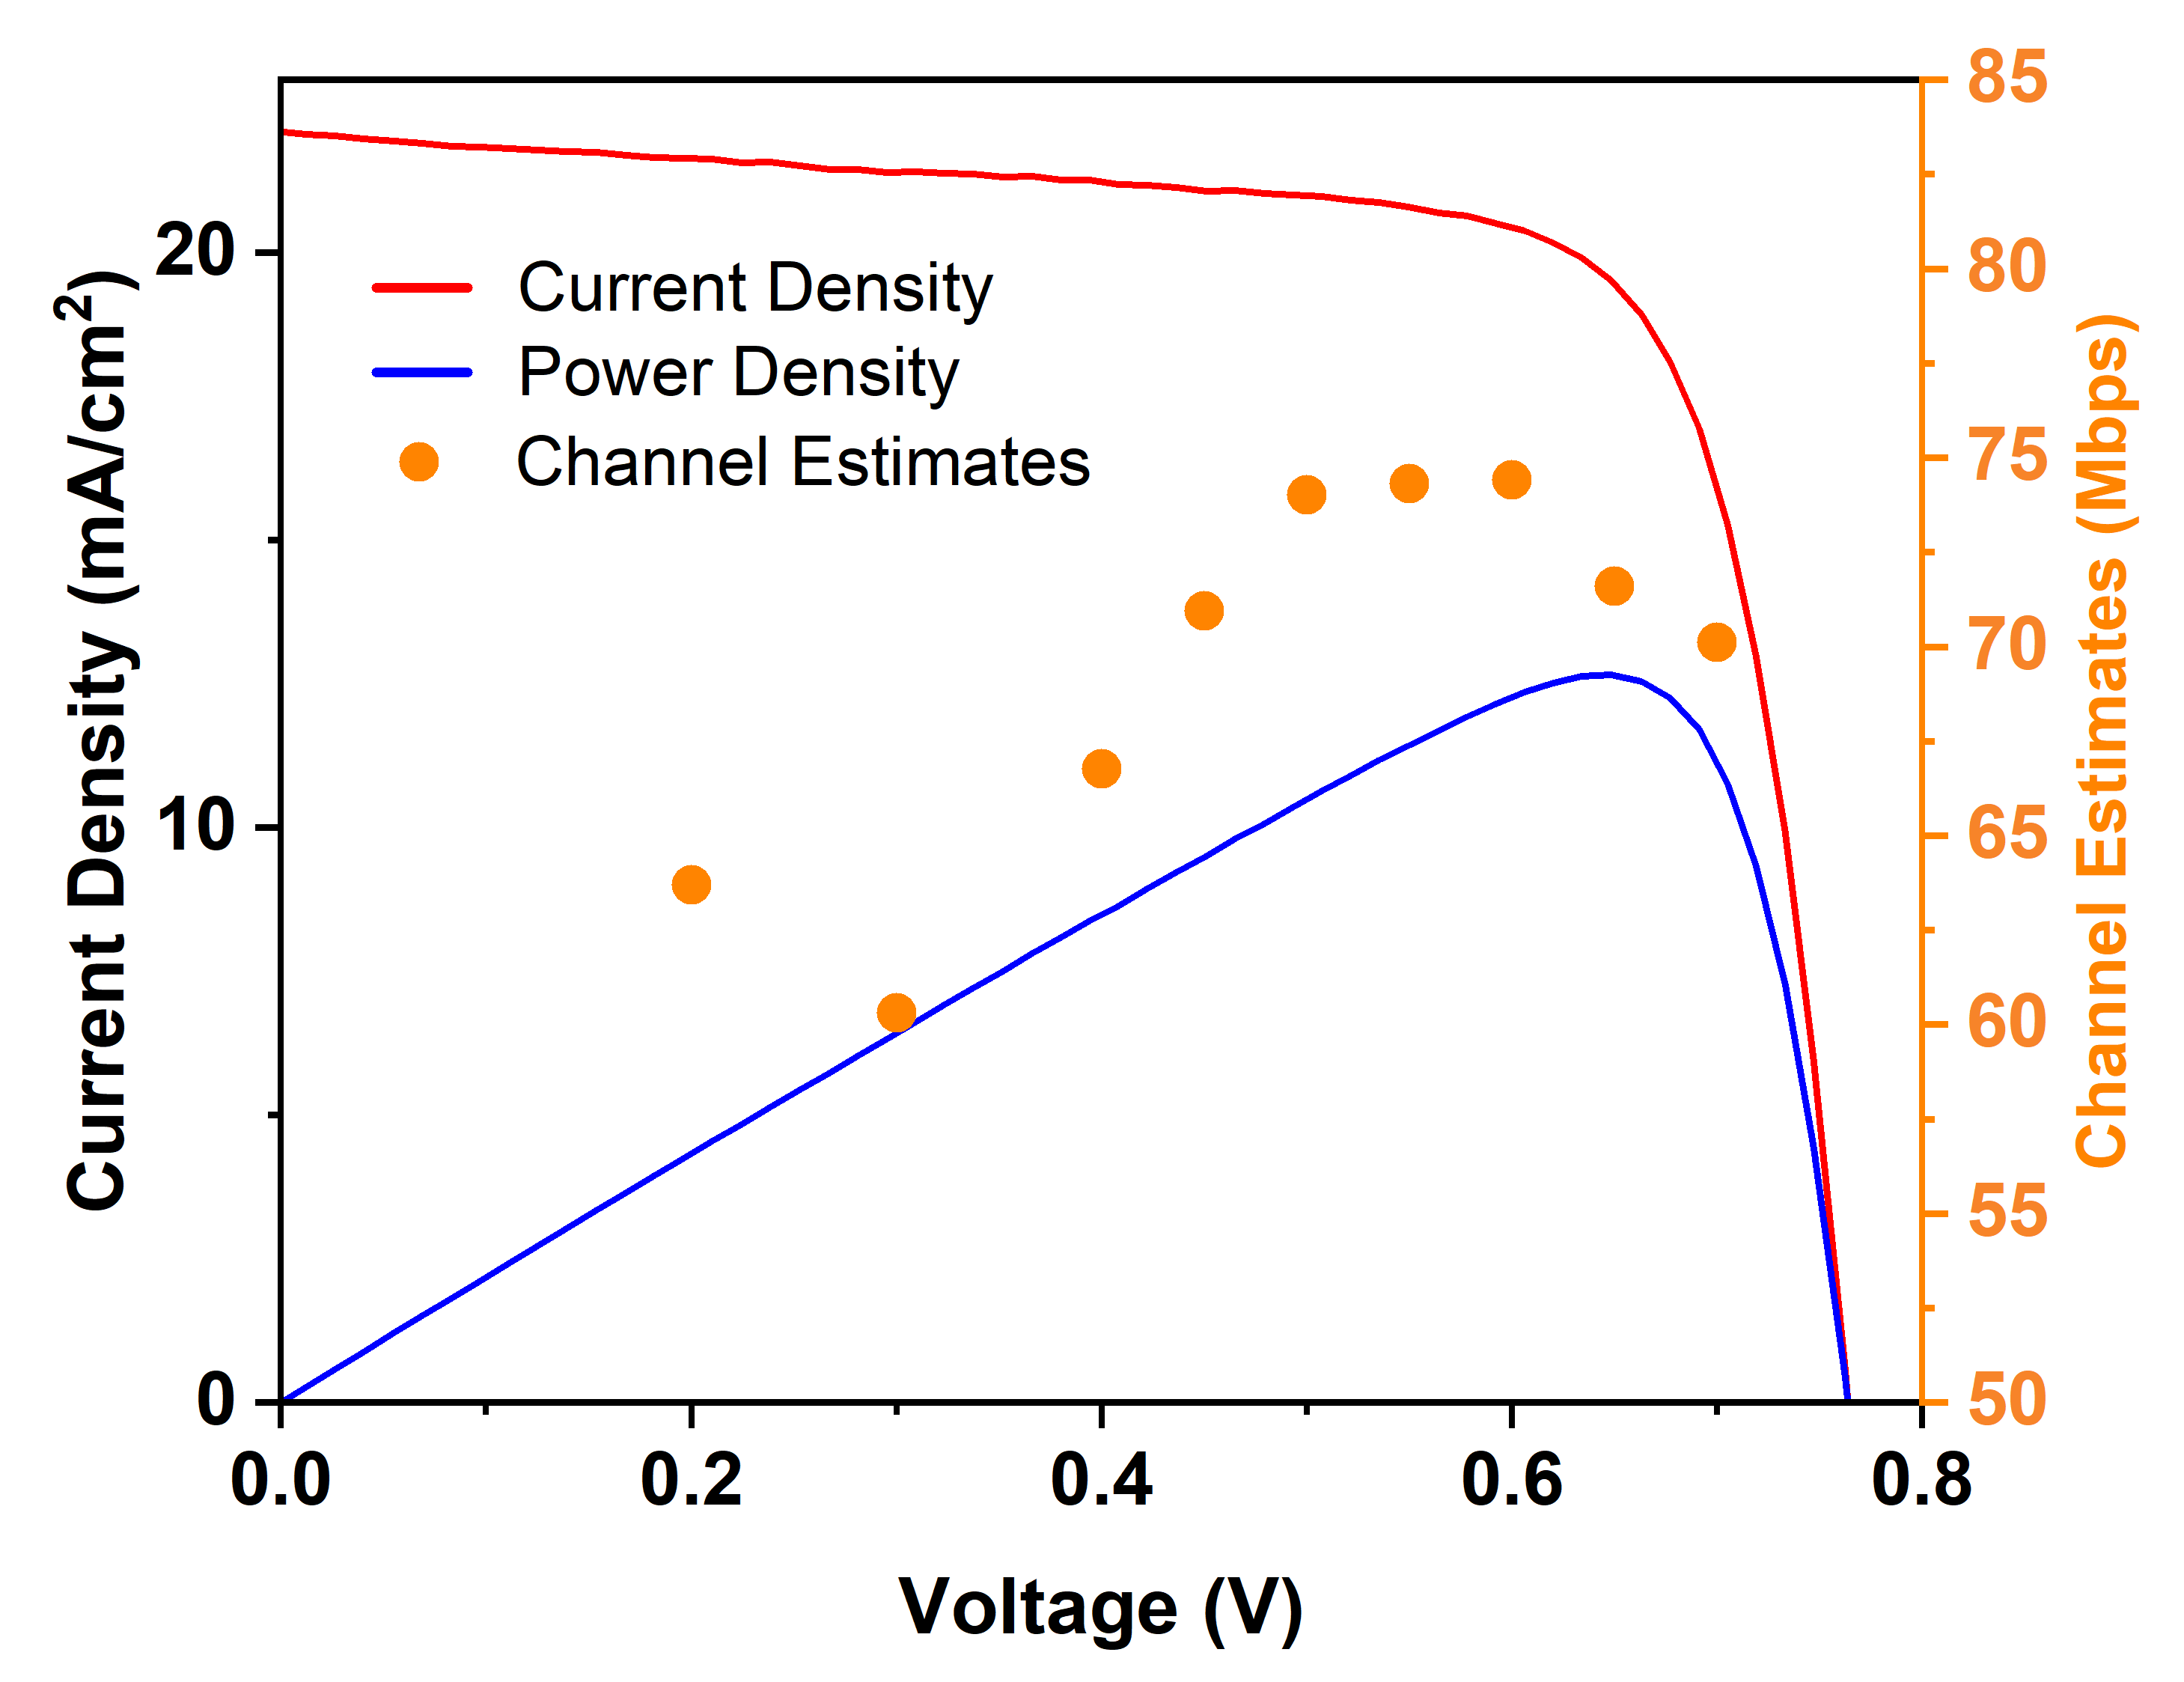 Current Density (mA/cm²)
20
10
0
Current Density
Power Density
Channel Estimates
85
80
75
70
65
60
55
50
Channel Estimates (Mbps)
0.0 0.2 0.4 0.6 0.8
Voltage (V)